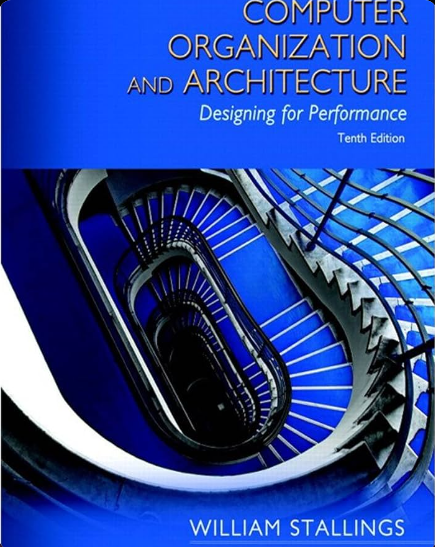 COMPUTER
ORGANIZATION
AND ARCHITECTURE
Designing for Performance
Tenth Edition
WILLIAM STALLINGS